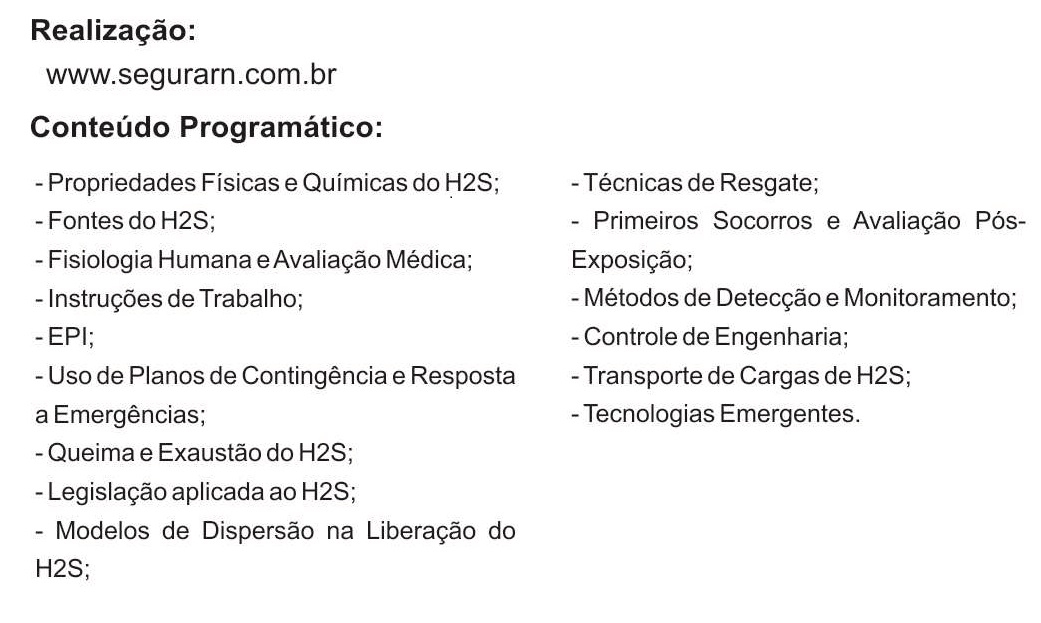 Realização:
www.segurarn.com.br
Conteúdo Programático:
- Propriedades Físicas e Químicas do H2S;
- Fontes do H2S;
- Fisiologia Humana e Avaliação Médica;
- Instruções de Trabalho;
- EPI;
- Uso de Planos de Contingência e Resposta
a Emergências;
- Queima e Exaustão do H2S;
- Legislação aplicada ao H2S;
- Modelos de Dispersão na Liberação do
H2S;
- Técnicas de Resgate;
- Primeiros Socorros e Avaliação Pós-
Exposição;
- Métodos de Detecção e Monitoramento;
- Controle de Engenharia;
- Transporte de Cargas de H2S;
- Tecnologias Emergentes.